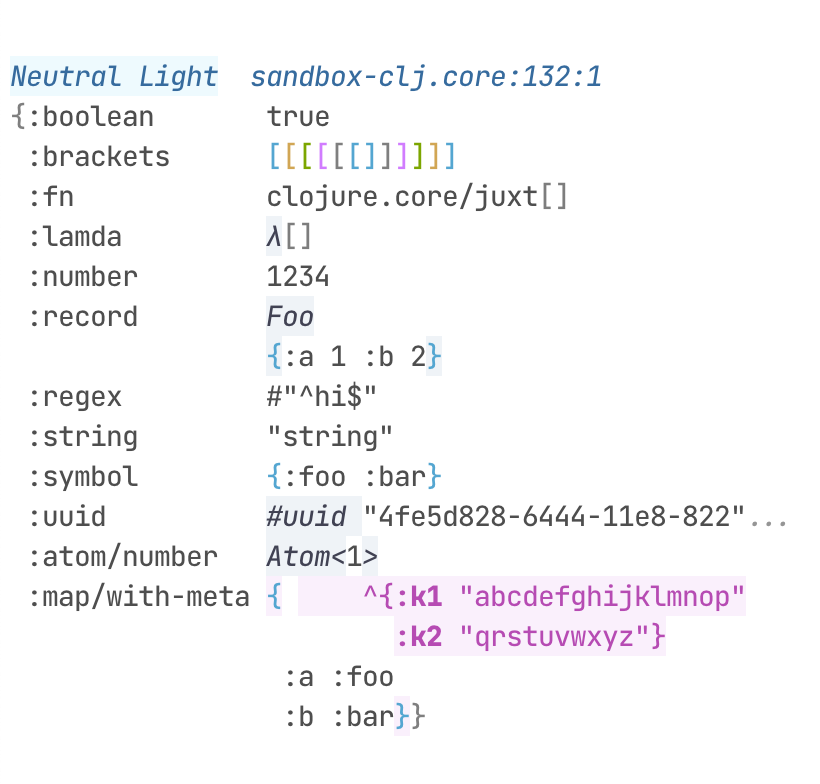 Neutral Light  sandbox-clj.core:132:1
{:boolean       true
 :brackets      [[[[[[]]]]]]
 :fn            clojure.core/juxt[]
 :lamda         λ[]
 :number        1234
 :record        Foo
                {:a 1 :b 2}
 :regex         #"^hi$"
 :string        "string"
 :symbol        {:foo :bar}
 :uuid          #uuid "4fe5d828-6444-11e8-822"...
 :atom/number   Atom<1>
 :map/with-meta {     ^{:k1 "abcdefghijklmnop"
                        :k2 "qrstuvwxyz"}
                 :a :foo
                 :b :bar}}